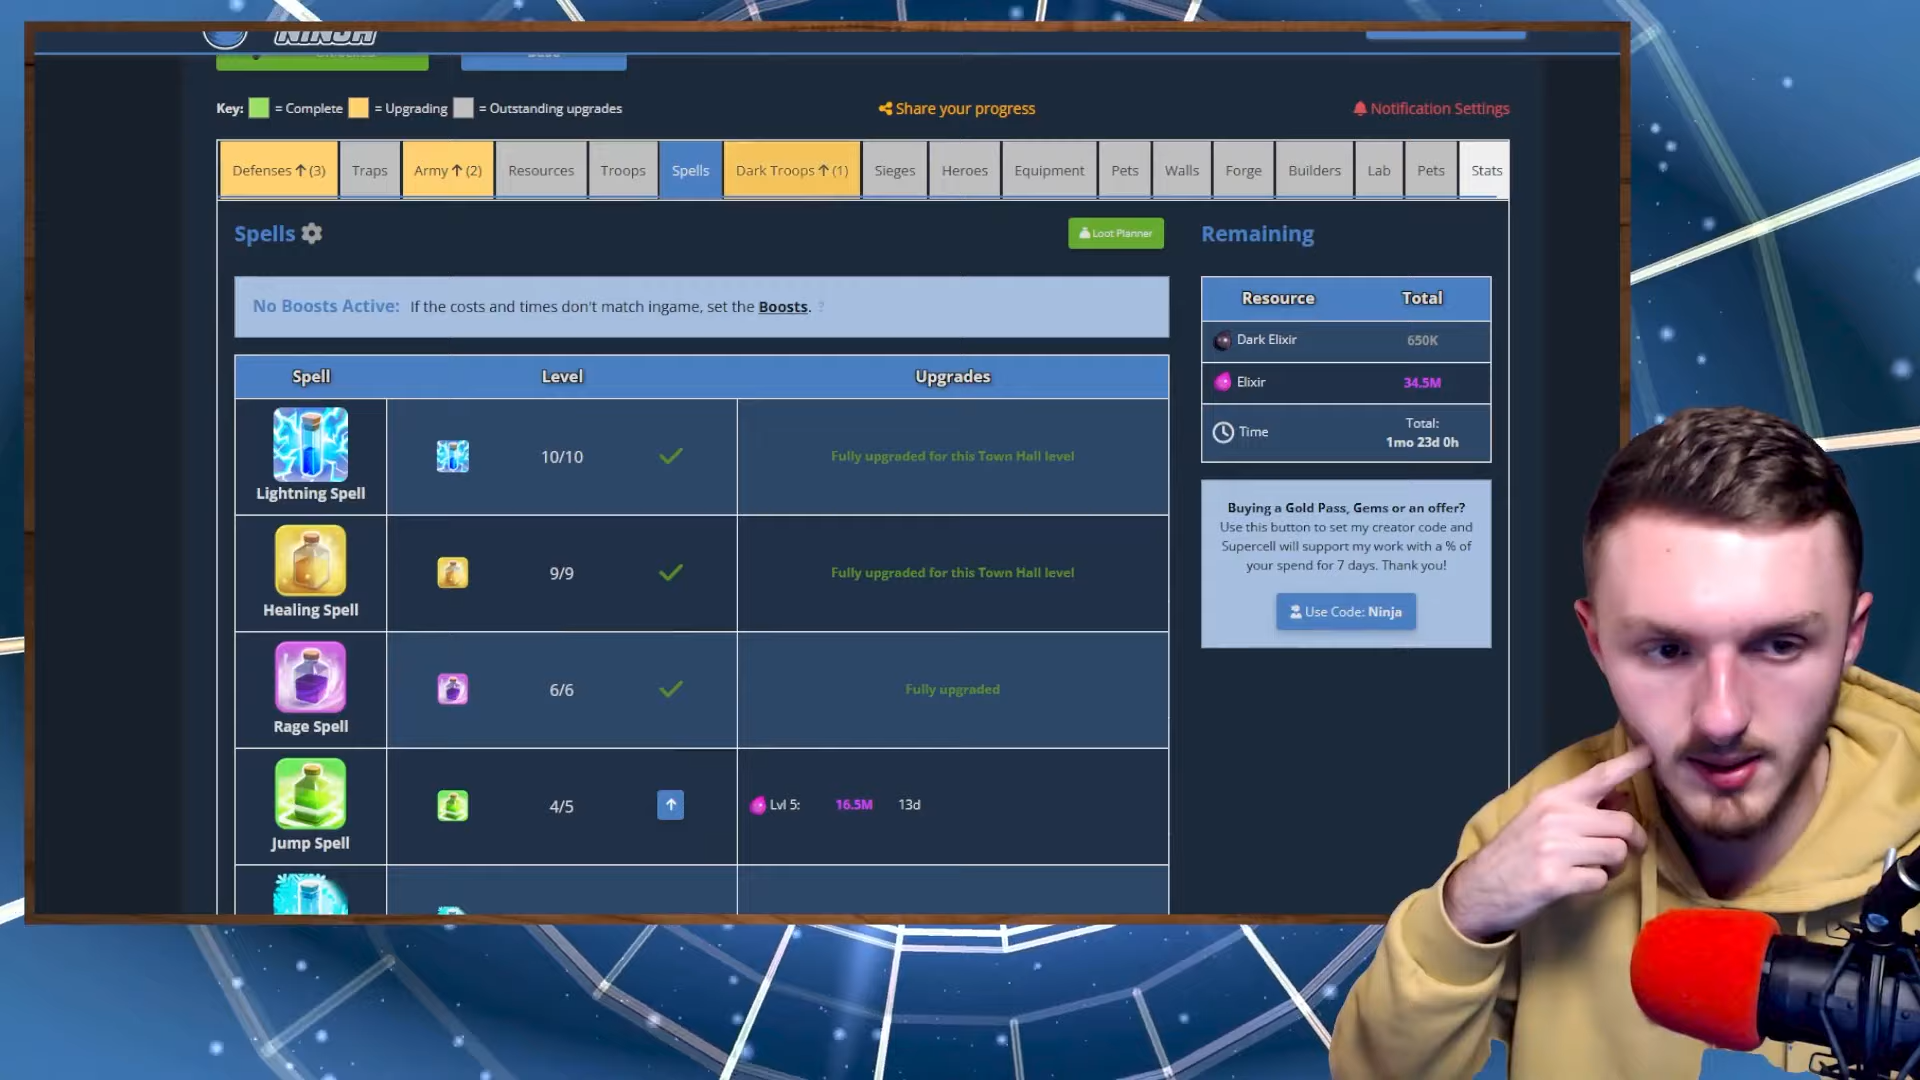 NINJA
Key: = Complete = Upgrading = Outstanding upgrades
Share your progress
Notification Settings
Defenses (3) Traps Army (2) Resources Troops Spells Dark Troops (1) Sieges Heroes Equipment Pets Walls Forge Builders Lab Pets Stats
Spells
Loot Planner
No Boosts Active: If the costs and times don't match ingame, set the Boosts. ?
Spell Level Upgrades
Lightning Spell
10/10
Fully upgraded for this Town Hall level
Healing Spell
9/9
Fully upgraded for this Town Hall level
Rage Spell
6/6
Fully upgraded
Jump Spell
4/5
Lvl 5: 16.5M 13d
Remaining
Resource Total
Dark Elixir 650K
Elixir 34.5M
Time Total:
1mo 23d 0h
Buying a Gold Pass, Gems or an offer?
Use this button to set my creator code and
Supercell will support my work with a % of
your spend for 7 days. Thank you!
Use Code: Ninja